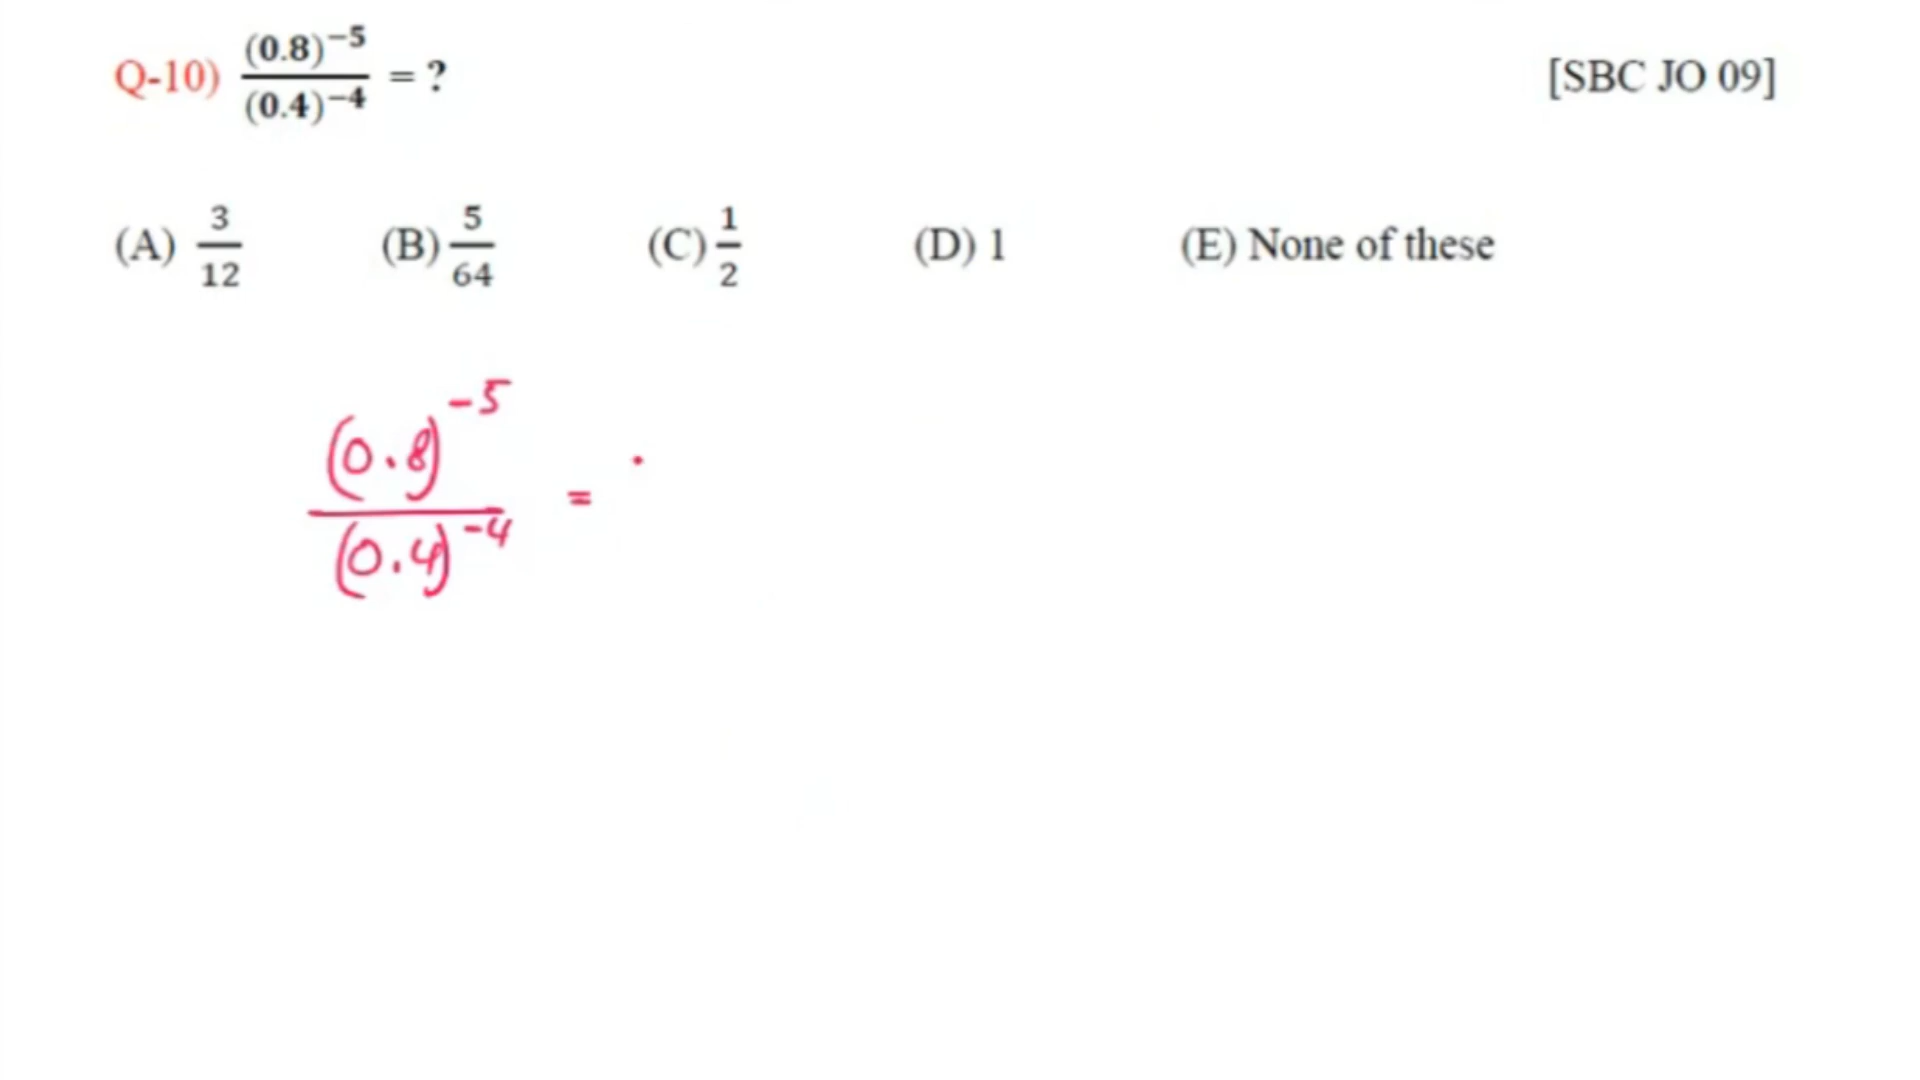 Q-10) (0.8)⁻⁵ / (0.4)⁻⁴ = ? [SBC JO 09]
(A) 3/12 (B) 5/64 (C) 1/2 (D) 1 (E) None of these
(0.8)⁻⁵ / (0.4)⁻⁴ =